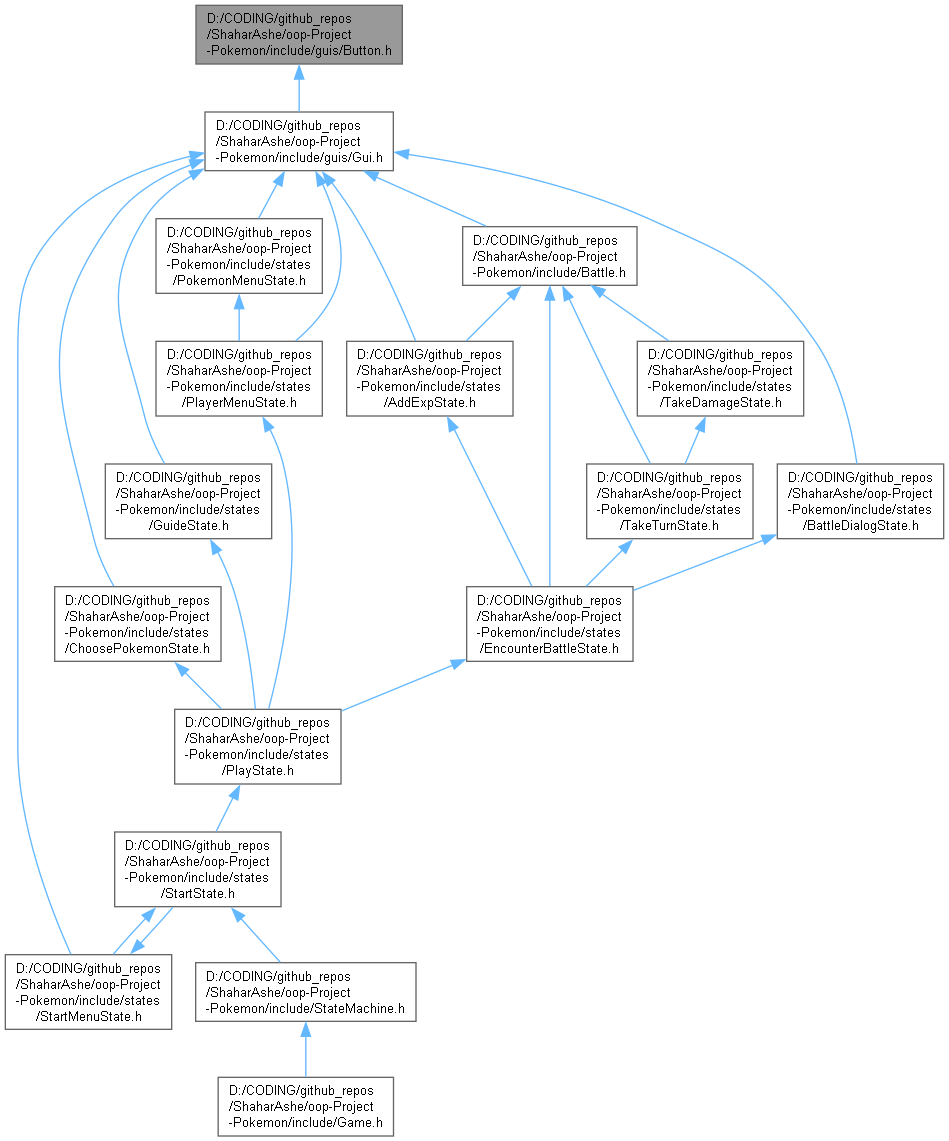 D:/CODING/github_repos
/ShaharAshe/oop-Project
-Pokemon/include/guis/Button.h
D:/CODING/github_repos
/ShaharAshe/oop-Project
-Pokemon/include/guis/Gui.h
D:/CODING/github_repos
/ShaharAshe/oop-Project
-Pokemon/include/states
/PokemonMenuState.h
D:/CODING/github_repos
/ShaharAshe/oop-Project
-Pokemon/include/Battle.h
D:/CODING/github_repos
/ShaharAshe/oop-Project
-Pokemon/include/states
/PlayerMenuState.h
D:/CODING/github_repos
/ShaharAshe/oop-Project
-Pokemon/include/states
/AddExpState.h
D:/CODING/github_repos
/ShaharAshe/oop-Project
-Pokemon/include/states
/TakeDamageState.h
D:/CODING/github_repos
/ShaharAshe/oop-Project
-Pokemon/include/states
/GuideState.h
D:/CODING/github_repos
/ShaharAshe/oop-Project
-Pokemon/include/states
/TakeTurnState.h
D:/CODING/github_repos
/ShaharAshe/oop-Project
-Pokemon/include/states
/BattleDialogState.h
D:/CODING/github_repos
/ShaharAshe/oop-Project
-Pokemon/include/states
/ChoosePokemonState.h
D:/CODING/github_repos
/ShaharAshe/oop-Project
-Pokemon/include/states
/EncounterBattleState.h
D:/CODING/github_repos
/ShaharAshe/oop-Project
-Pokemon/include/states
/PlayState.h
D:/CODING/github_repos
/ShaharAshe/oop-Project
-Pokemon/include/states
/StartState.h
D:/CODING/github_repos
/ShaharAshe/oop-Project
-Pokemon/include/states
/StartMenuState.h
D:/CODING/github_repos
/ShaharAshe/oop-Project
-Pokemon/include/StateMachine.h
D:/CODING/github_repos
/ShaharAshe/oop-Project
-Pokemon/include/Game.h